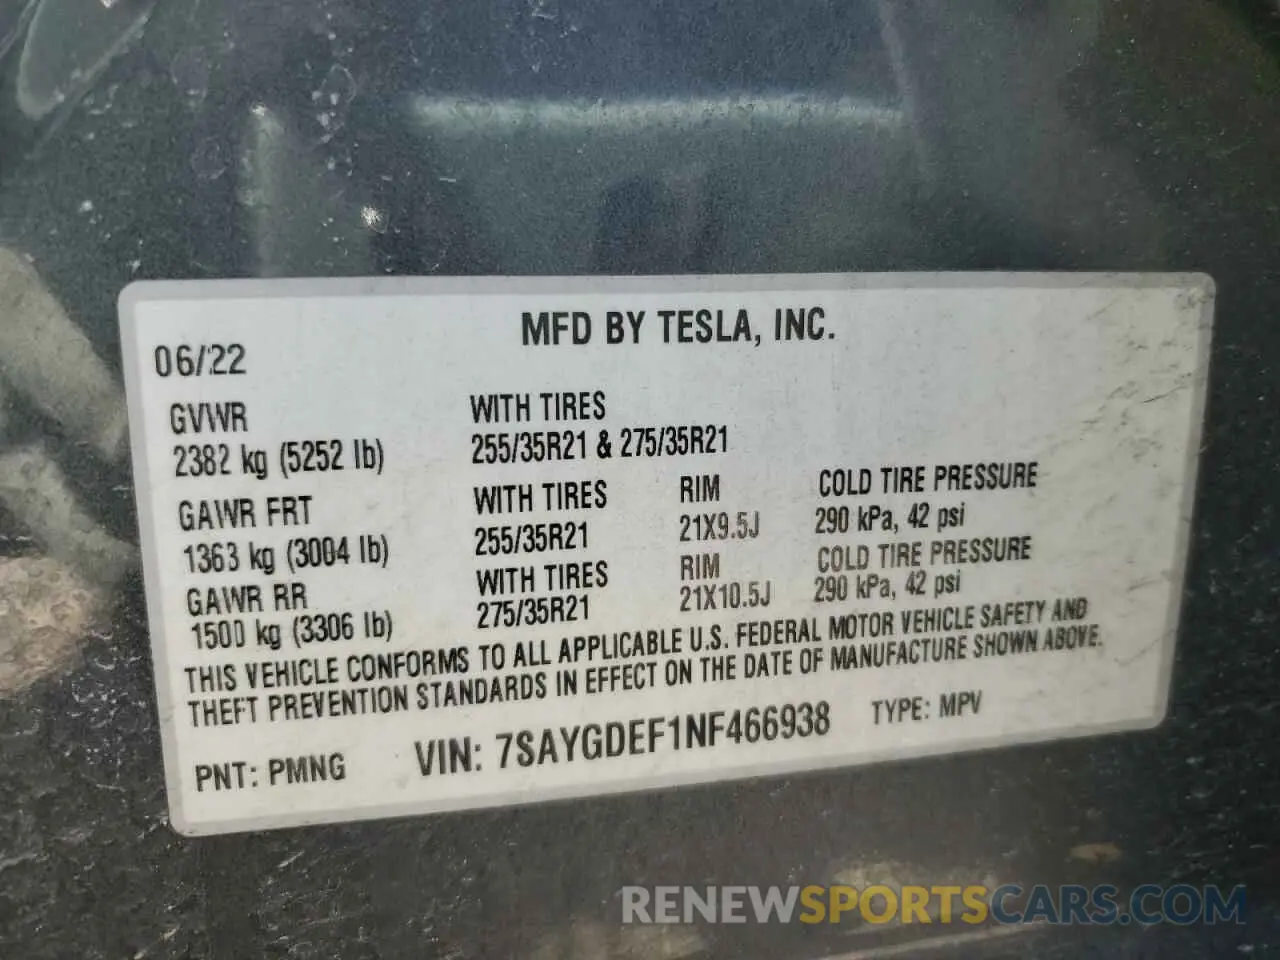 MFD BY TESLA, INC.
06/22
GVWR WITH TIRES
2382 kg (5252 lb) 255/35R21 & 275/35R21
GAWR FRT WITH TIRES RIM COLD TIRE PRESSURE
1363 kg (3004 lb) 255/35R21 21X9.5J 290 kPa, 42 psi
GAWR RR WITH TIRES RIM COLD TIRE PRESSURE
1500 kg (3306 lb) 275/35R21 21X10.5J 290 kPa, 42 psi
THIS VEHICLE CONFORMS TO ALL APPLICABLE U.S. FEDERAL MOTOR VEHICLE SAFETY AND
THEFT PREVENTION STANDARDS IN EFFECT ON THE DATE OF MANUFACTURE SHOWN ABOVE.
PNT: PMNG VIN: 7SAYGDEF1NF466938 TYPE: MPV
RENEWSPORTSCARS.COM